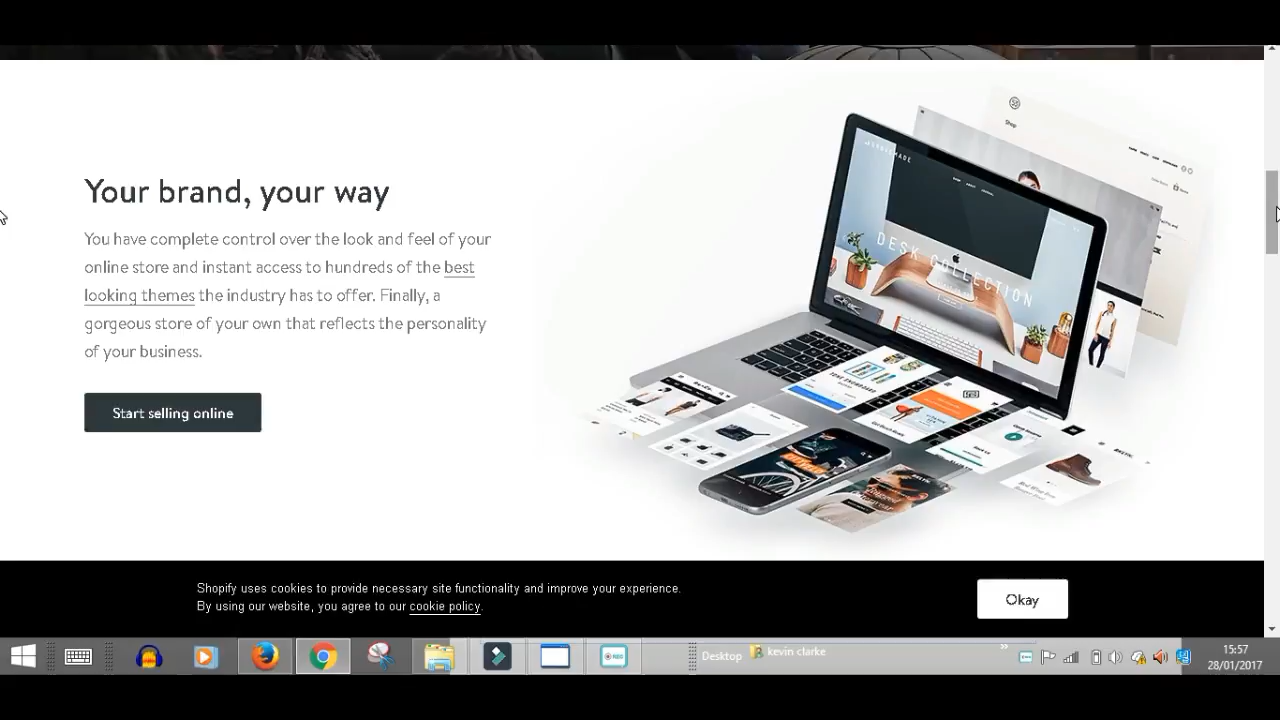 Shop
DESK COLLECTION
Your brand, your way
You have complete control over the look and feel of your
online store and instant access to hundreds of the best
looking themes the industry has to offer. Finally, a
gorgeous store of your own that reflects the personality
of your business.
Start selling online
Shopify uses cookies to provide necessary site functionality and improve your experience.
By using our website, you agree to our cookie policy.
Okay
Desktop
kevin clarke
15:57
28/01/2017